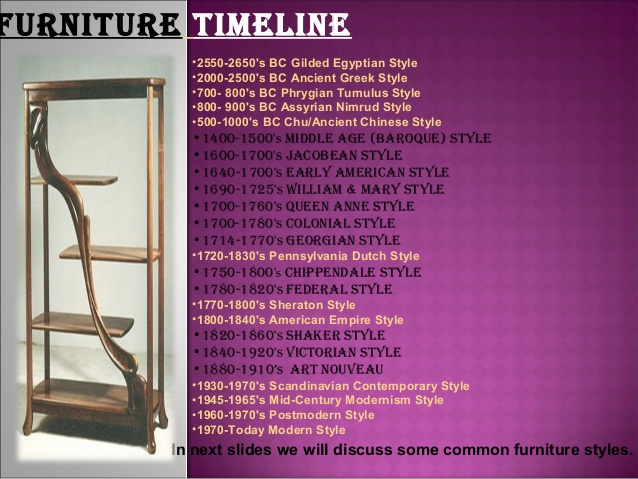 FURNITURE TIMELINE
•2550-2650's BC Gilded Egyptian Style
•2000-2500's BC Ancient Greek Style
•700- 800's BC Phrygian Tumulus Style
•800- 900's BC Assyrian Nimrud Style
•500-1000's BC Chu/Ancient Chinese Style
• 1400-1500's Middle Age (Baroque) Style
• 1600-1700's Jacobean Style
• 1640-1700's Early American Style
• 1690-1725's William & Mary Style
• 1700-1760's Queen Anne Style
• 1700-1780's Colonial Style
• 1714-1770's Georgian Style
•1720-1830's Pennsylvania Dutch Style
• 1750-1800's Chippendale Style
• 1780-1820's Federal Style
•1770-1800's Sheraton Style
•1800-1840's American Empire Style
• 1820-1860's Shaker Style
• 1840-1920's Victorian Style
• 1880-1910's Art Nouveau
•1930-1970's Scandinavian Contemporary Style
•1945-1965's Mid-Century Modernism Style
•1960-1970's Postmodern Style
•1970-Today Modern Style
In next slides we will discuss some common furniture styles.